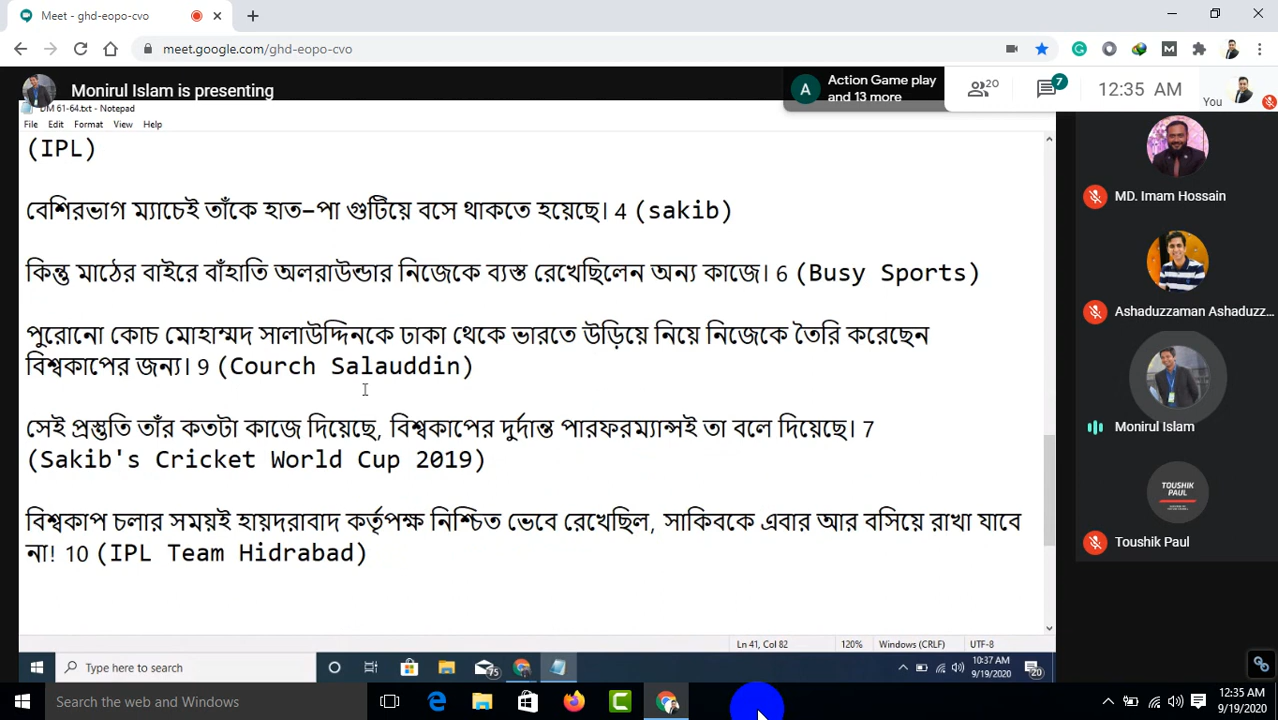 Meet - ghd-eopo-cvo
meet.google.com/ghd-eopo-cvo
Monirul Islam is presenting
A
Action Game play
and 13 more
20
7
12:35 AM
You
DM 61-64.txt - Notepad
File Edit Format View Help
(IPL)
বেশিরভাগ ম্যাচেই তাঁকে হাত–পা গুটিয়ে বসে থাকতে হয়েছে। 4 (sakib)
কিন্তু মাঠের বাইরে বাঁহাতি অলরাউন্ডার নিজেকে ব্যস্ত রেখেছিলেন অন্য কাজে। 6 (Busy Sports)
পুরোনো কোচ মোহাম্মদ সালাউদ্দিনকে ঢাকা থেকে ভারতে উড়িয়ে নিয়ে নিজেকে তৈরি করেছেন
বিশ্বকাপের জন্য। 9 (Courch Salauddin)
সেই প্রস্তুতি তাঁর কতটা কাজে দিয়েছে, বিশ্বকাপের দুর্দান্ত পারফরম্যান্সই তা বলে দিয়েছে। 7
(Sakib's Cricket World Cup 2019)
বিশ্বকাপ চলার সময়ই হায়দরাবাদ কর্তৃপক্ষ নিশ্চিত ভেবে রেখেছিল, সাকিবকে এবার আর বসিয়ে রাখা যাবে
না! 10 (IPL Team Hidrabad)
Ln 41, Col 82 120% Windows (CRLF) UTF-8
Type here to search
75
10:37 AM
9/19/2020
20
MD. Imam Hossain
Ashaduzzaman Ashaduzz...
Monirul Islam
TOUSHIK
PAUL
Toushik Paul
Search the web and Windows
12:35 AM
9/19/2020